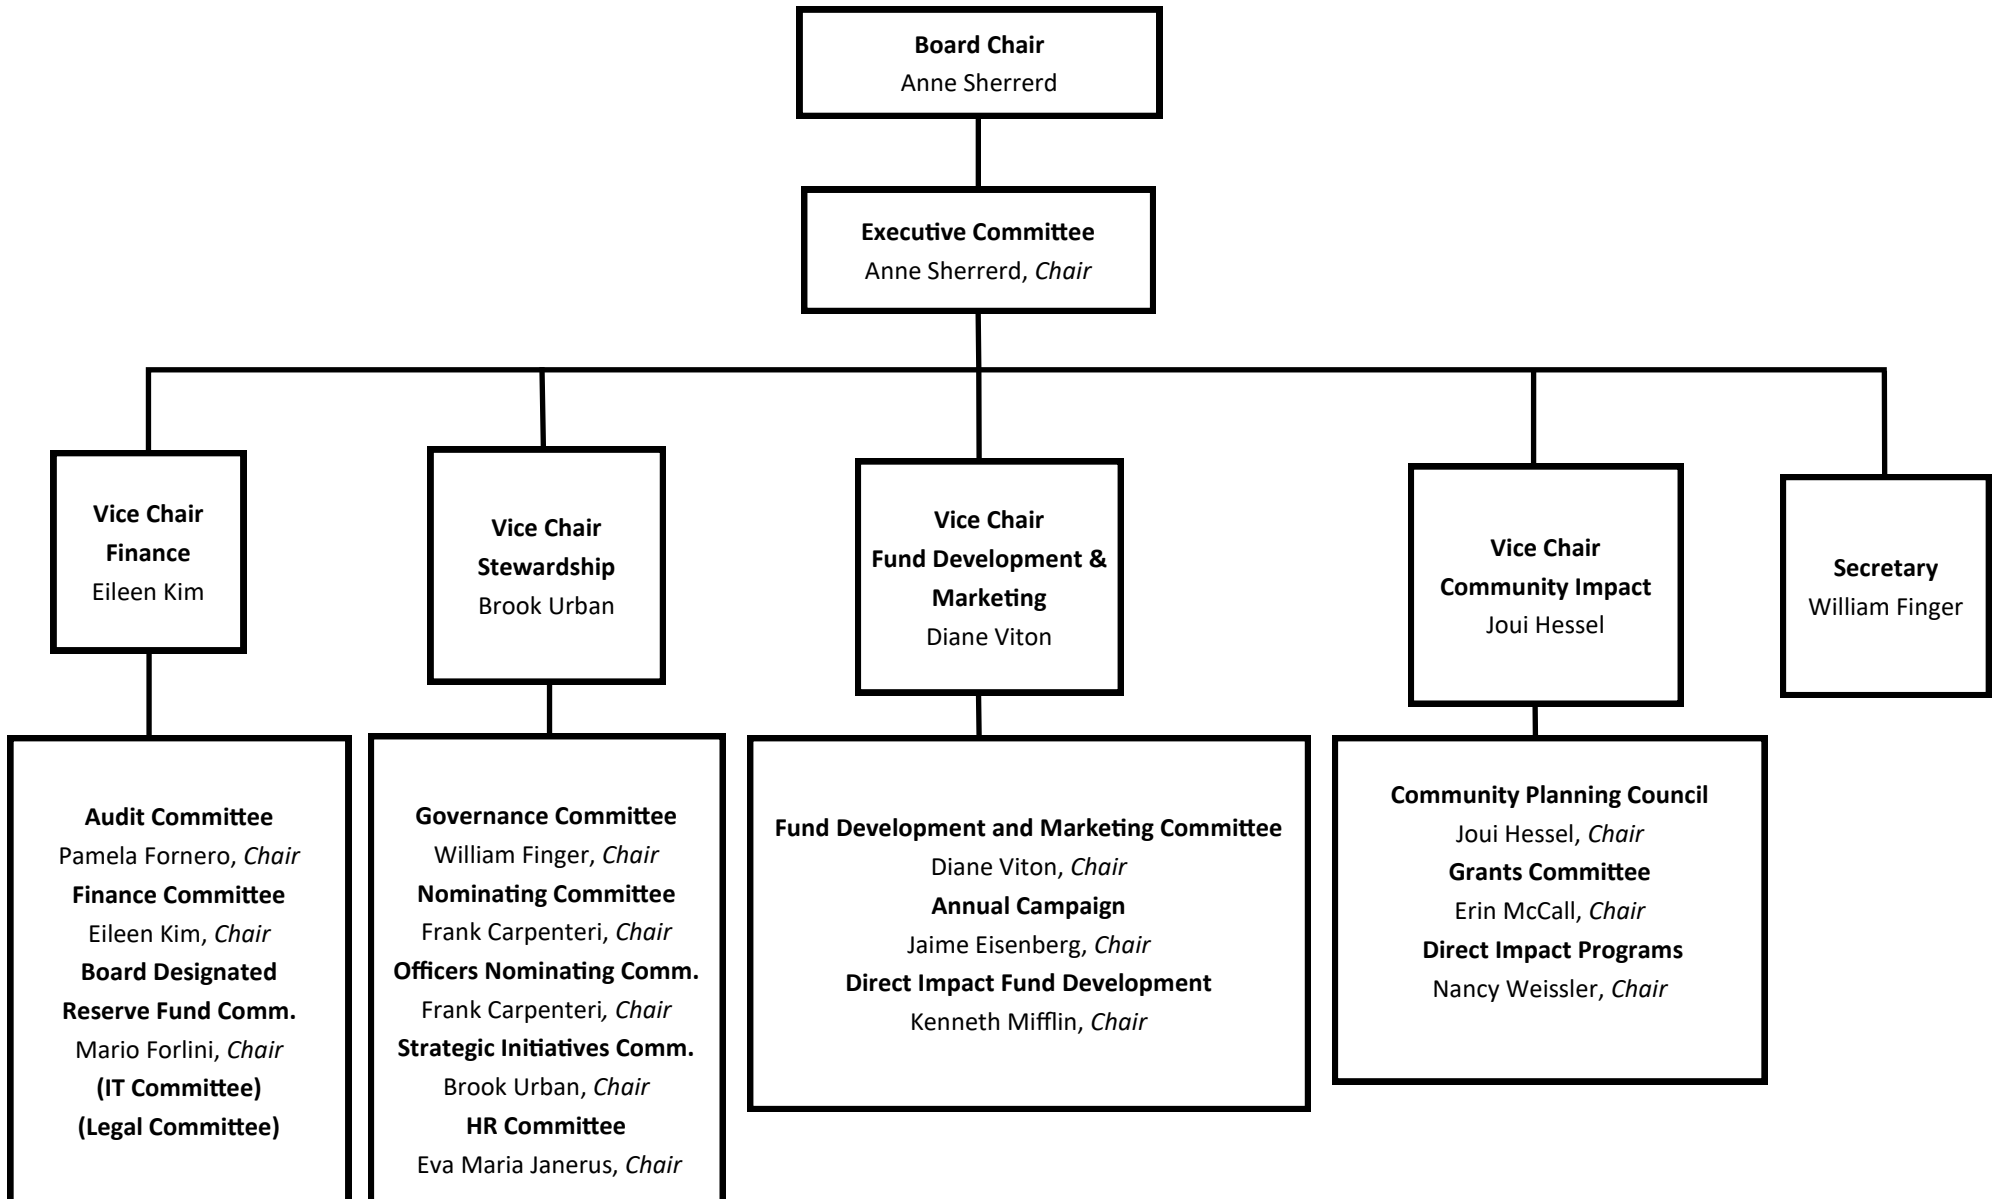 Board Chair
Anne Sherrerd
Executive Committee
Anne Sherrerd, Chair
Vice Chair
Finance
Eileen Kim
Vice Chair
Stewardship
Brook Urban
Vice Chair
Fund Development &
Marketing
Diane Viton
Vice Chair
Community Impact
Joui Hessel
Secretary
William Finger
Audit Committee
Pamela Fornero, Chair
Finance Committee
Eileen Kim, Chair
Board Designated
Reserve Fund Comm.
Mario Forlini, Chair
(IT Committee)
(Legal Committee)
Governance Committee
William Finger, Chair
Nominating Committee
Frank Carpenteri, Chair
Officers Nominating Comm.
Frank Carpenteri, Chair
Strategic Initiatives Comm.
Brook Urban, Chair
HR Committee
Eva Maria Janerus, Chair
Fund Development and Marketing Committee
Diane Viton, Chair
Annual Campaign
Jaime Eisenberg, Chair
Direct Impact Fund Development
Kenneth Mifflin, Chair
Community Planning Council
Joui Hessel, Chair
Grants Committee
Erin McCall, Chair
Direct Impact Programs
Nancy Weissler, Chair